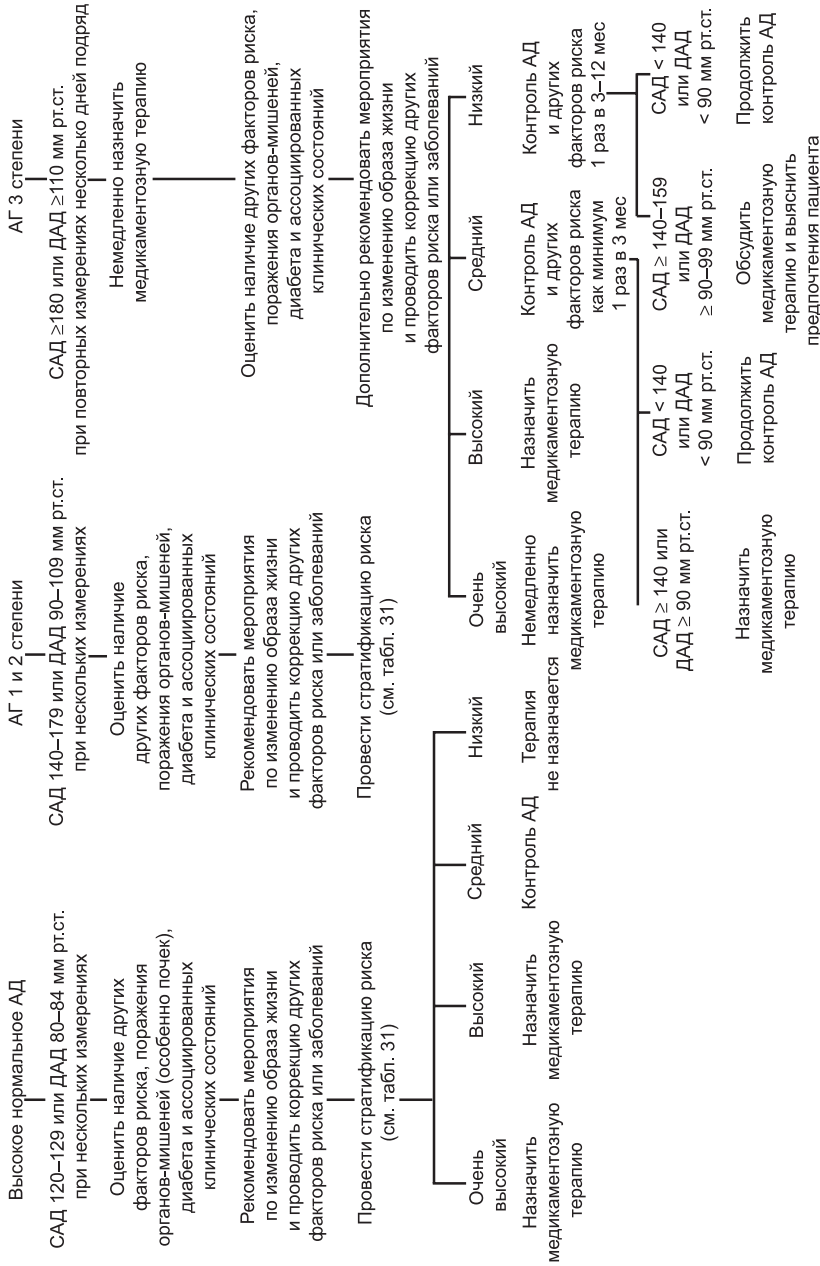 Высокое нормальное АД
САД 120–129 или ДАД 80–84 мм рт.ст.
при нескольких измерениях
Оценить наличие других
факторов риска, поражения
органов-мишеней (особенно почек),
диабета и ассоциированных
клинических состояний
Рекомендовать мероприятия
по изменению образа жизни
и проводить коррекцию других
факторов риска или заболеваний
Провести стратификацию риска
(см. табл. 31)
Очень
высокий
Назначить
медикаментозную
терапию
Высокий
Назначить
медикаментозную
терапию
Средний
Контроль АД
Низкий
Терапия
не назначается
АГ 1 и 2 степени
САД 140–179 или ДАД 90–109 мм рт.ст.
при нескольких измерениях
Оценить наличие
других факторов риска,
поражения органов-мишеней,
диабета и ассоциированных
клинических состояний
Рекомендовать мероприятия
по изменению образа жизни
и проводить коррекцию других
факторов риска или заболеваний
Провести стратификацию риска
(см. табл. 31)
АГ 3 степени
САД ≥180 или ДАД ≥110 мм рт.ст.
при повторных измерениях несколько дней подряд
Немедленно назначить
медикаментозную терапию
Оценить наличие других факторов риска,
поражения органов-мишеней,
диабета и ассоциированных
клинических состояний
Дополнительно рекомендовать мероприятия
по изменению образа жизни
и проводить коррекцию других
факторов риска или заболеваний
Очень
высокий
Немедленно
назначить
медикаментозную
терапию
Высокий
Назначить
медикаментозную
терапию
Средний
Контроль АД
и других
факторов риска
как минимум
1 раз в 3 мес
Низкий
Контроль АД
и других
факторов риска
1 раз в 3–12 мес
САД ≥ 140 или
ДАД ≥ 90 мм рт.ст.
Назначить
медикаментозную
терапию
САД < 140
или ДАД
< 90 мм рт.ст.
Продолжить
контроль АД
САД ≥ 140–159
или ДАД
≥ 90–99 мм рт.ст.
Обсудить
медикаментозную
терапию и выяснить
предпочтения пациента
САД < 140
или ДАД
< 90 мм рт.ст.
Продолжить
контроль АД